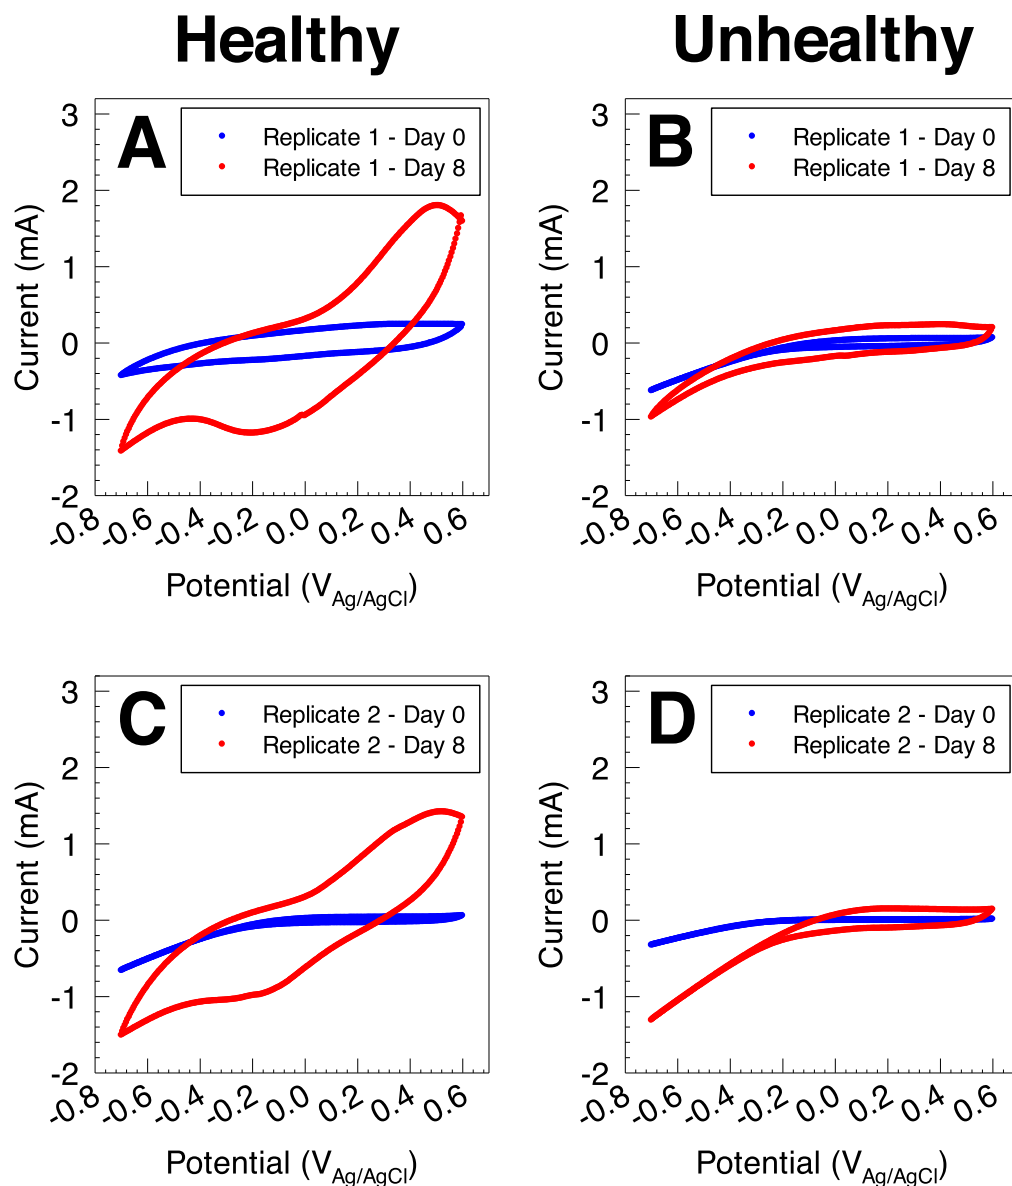 Healthy
Unhealthy
A
Replicate 1 - Day 0
Replicate 1 - Day 8
3
2
1
0
-1
-2
Current (mA)
-0.8
-0.6
-0.4
-0.2
0.0
0.2
0.4
0.6
Potential (V_Ag/AgCl)
B
Replicate 1 - Day 0
Replicate 1 - Day 8
3
2
1
0
-1
-2
Current (mA)
-0.8
-0.6
-0.4
-0.2
0.0
0.2
0.4
0.6
Potential (V_Ag/AgCl)
C
Replicate 2 - Day 0
Replicate 2 - Day 8
3
2
1
0
-1
-2
Current (mA)
-0.8
-0.6
-0.4
-0.2
0.0
0.2
0.4
0.6
Potential (V_Ag/AgCl)
D
Replicate 2 - Day 0
Replicate 2 - Day 8
3
2
1
0
-1
-2
Current (mA)
-0.8
-0.6
-0.4
-0.2
0.0
0.2
0.4
0.6
Potential (V_Ag/AgCl)